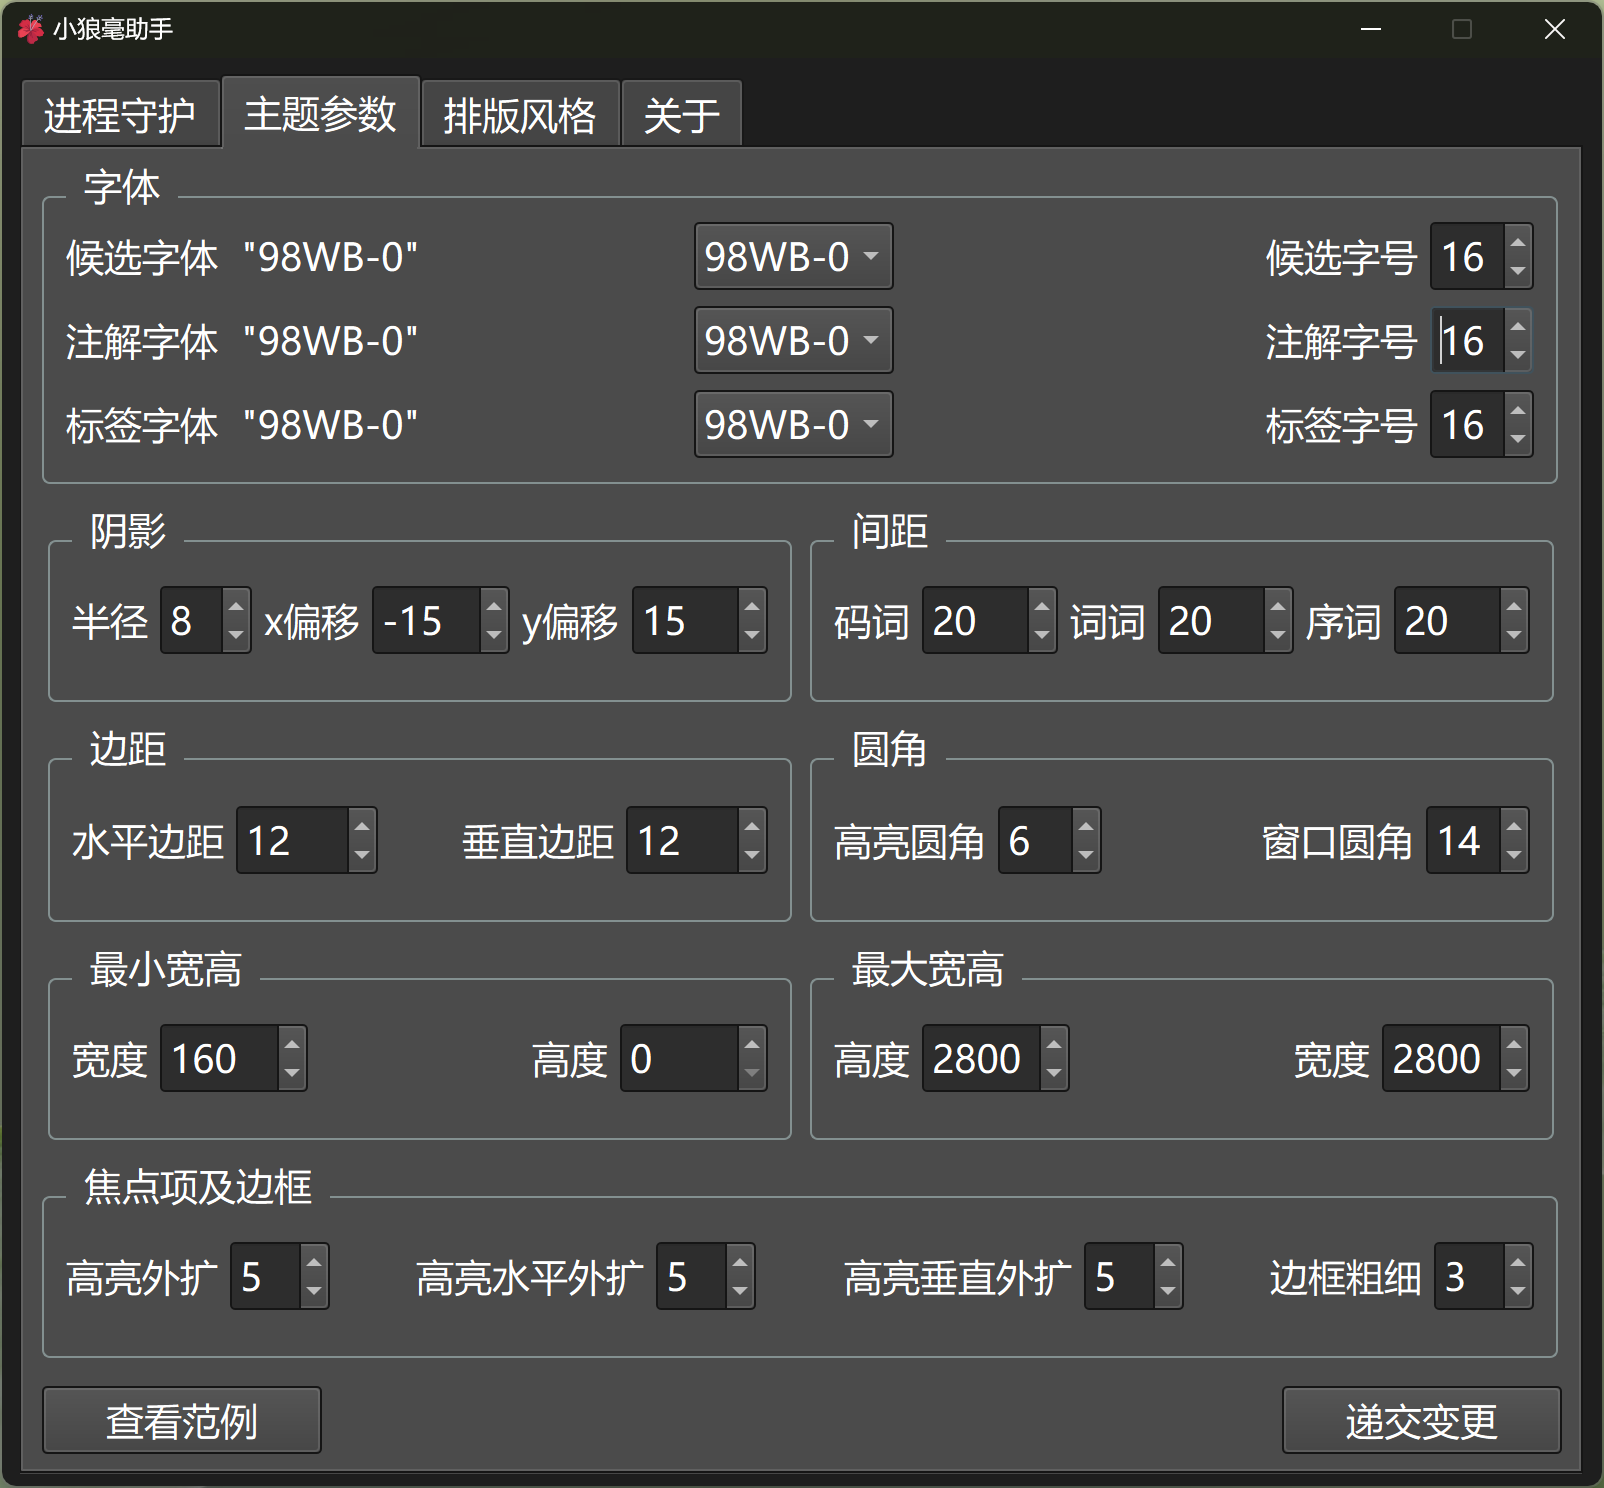 小狼毫助手
进程守护 主题参数 排版风格 关于
字体
候选字体 "98WB-0" 98WB-0 候选字号 16
注解字体 "98WB-0" 98WB-0 注解字号 16
标签字体 "98WB-0" 98WB-0 标签字号 16
阴影
半径 8 x偏移 -15 y偏移 15
间距
码词 20 词词 20 序词 20
边距
水平边距 12 垂直边距 12
圆角
高亮圆角 6 窗口圆角 14
最小宽高
宽度 160 高度 0
最大宽高
高度 2800 宽度 2800
焦点项及边框
高亮外扩 5 高亮水平外扩 5 高亮垂直外扩 5 边框粗细 3
查看范例 递交变更